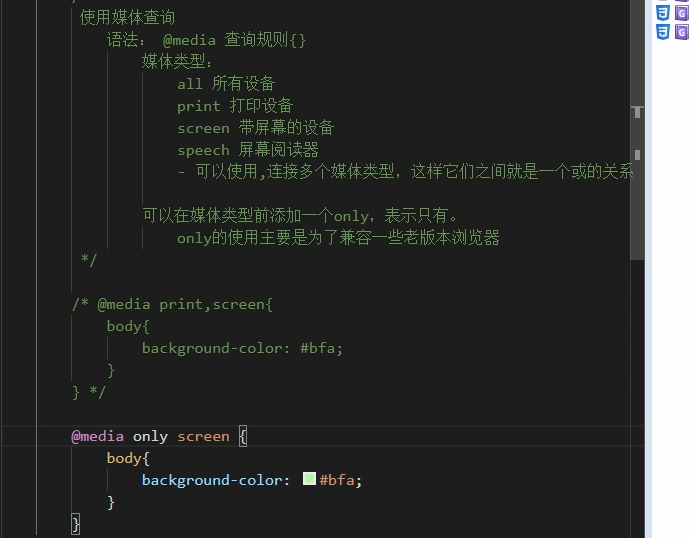 使用媒体查询
语法： @media 查询规则{}
媒体类型：
all 所有设备
print 打印设备
screen 带屏幕的设备
speech 屏幕阅读器
- 可以使用,连接多个媒体类型，这样它们之间就是一个或的关系
可以在媒体类型前添加一个only，表示只有。
only的使用主要是为了兼容一些老版本浏览器
*/
/* @media print,screen{
body{
background-color: #bfa;
}
} */
@media only screen {
body{
background-color: #bfa;
}
}